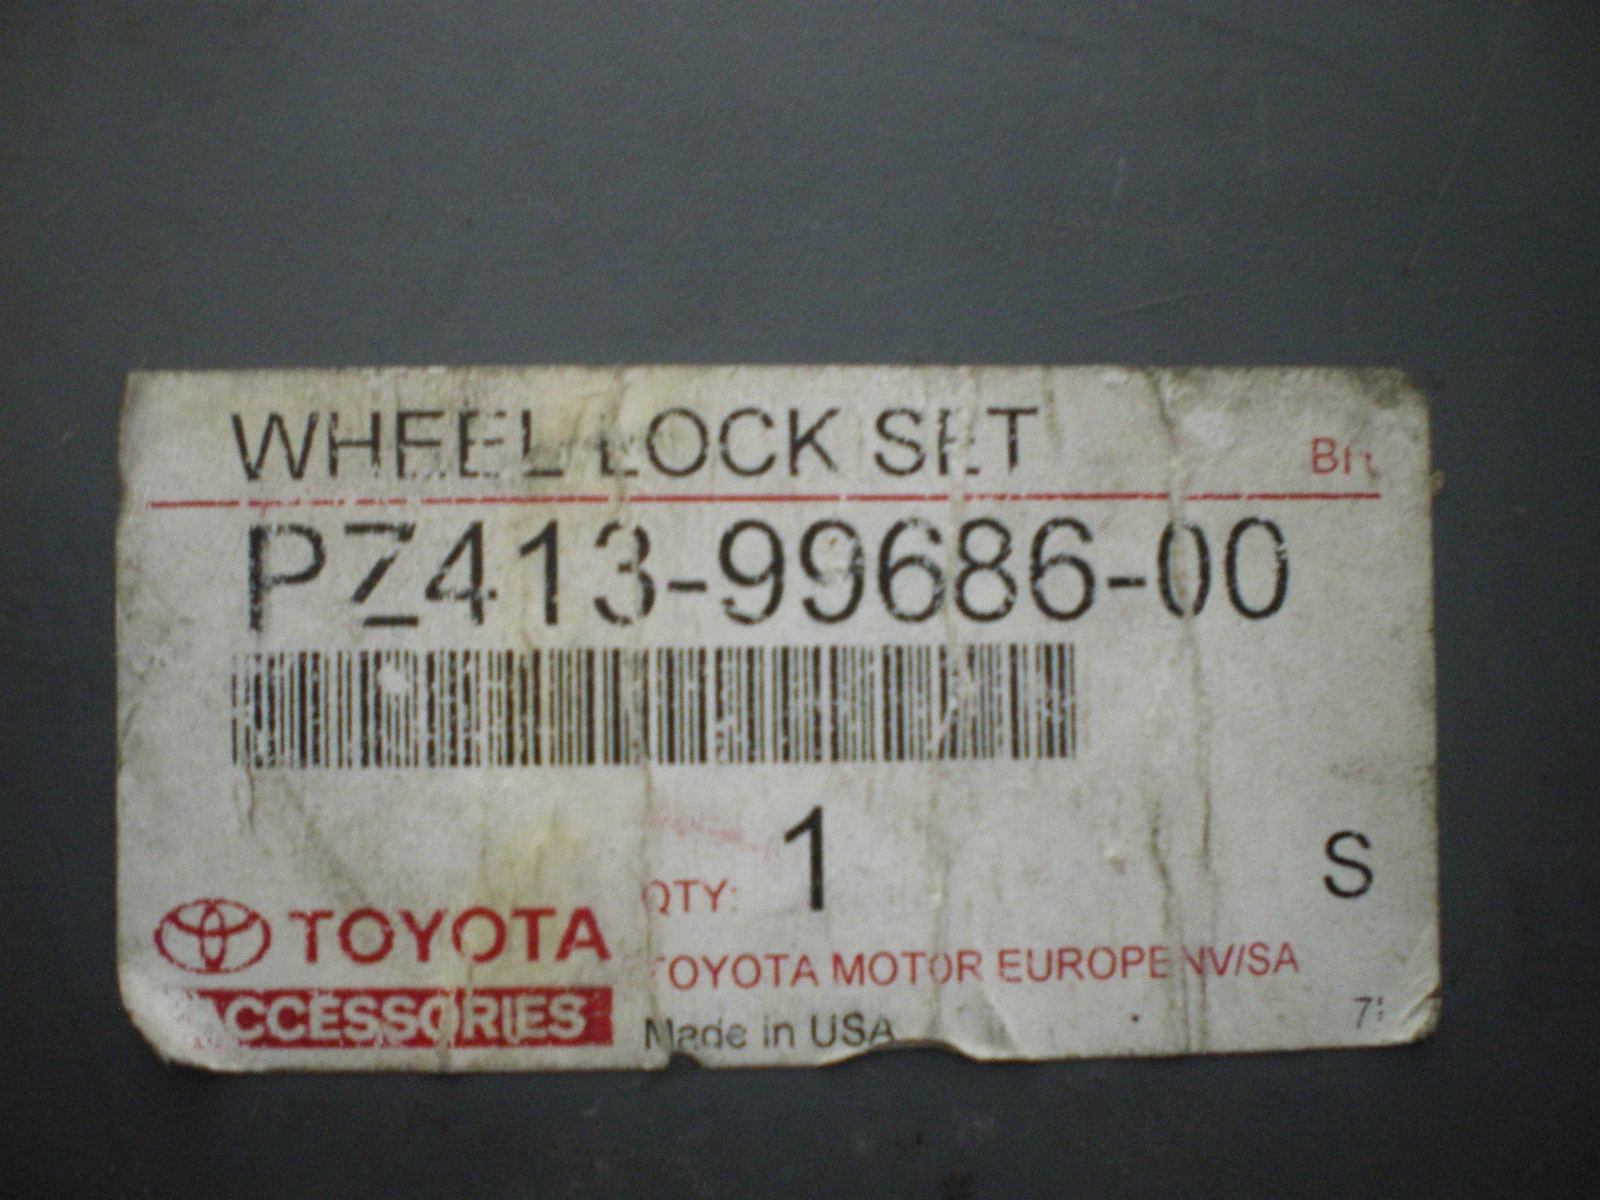 WHEEL LOCK SET
PZ413-99686-00
QTY: 1 S
TOYOTA
ACCESSORIES
TOYOTA MOTOR EUROPE NV/SA
Made in USA